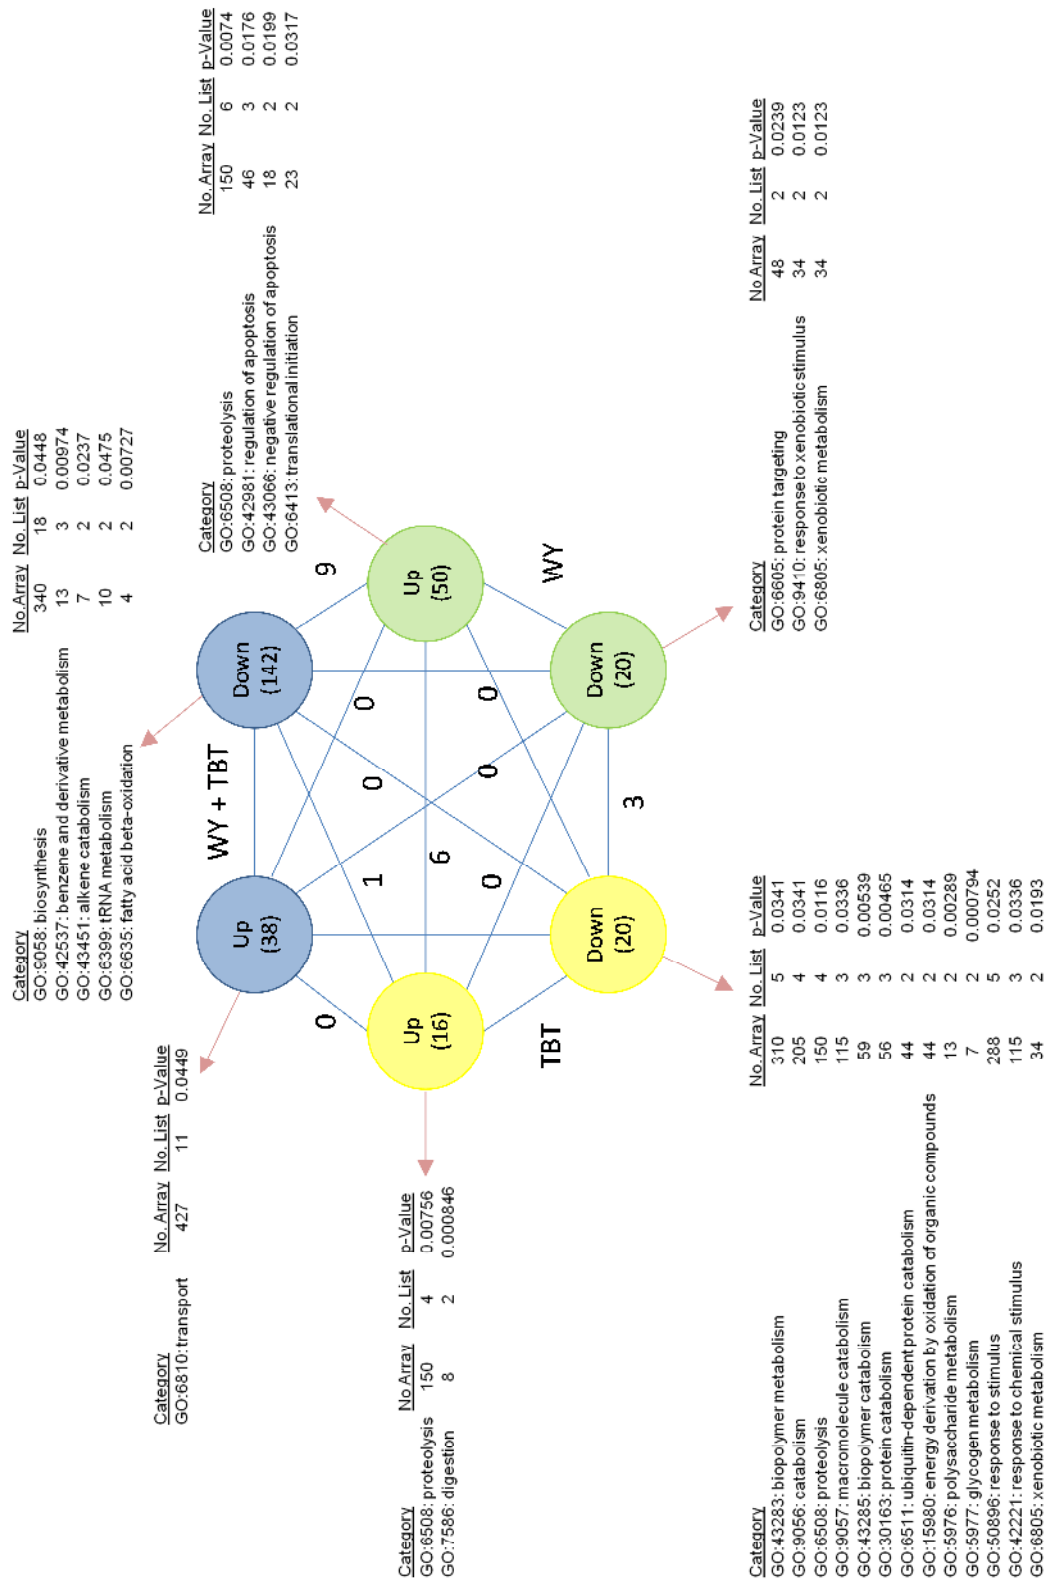 Category No. Array No. List p-Value
GO:9058: biosynthesis 340 18 0.0448
GO:42537: benzene and derivative metabolism 13 3 0.00974
GO:43451: alkene catabolism 7 2 0.0237
GO:6399: tRNA metabolism 10 2 0.0475
GO:6635: fatty acid beta-oxidation 4 2 0.00727
Category No. Array No. List p-Value
GO:6810: transport 427 11 0.0449
Category No. Array No. List p-Value
GO:6508: proteolysis 150 6 0.0074
GO:42981: regulation of apoptosis 46 3 0.0176
GO:43066: negative regulation of apoptosis 18 2 0.0199
GO:6413: translational initiation 23 2 0.0317
WY + TBT
Up
(38)
Down
(142)
0
9
1
0
0
Category No Array No. List p-Value
GO:6508: proteolysis 150 4 0.00756
GO:7586: digestion 8 2 0.000846
Up
(16)
6
Up
(50)
0
0
0
TBT
WY
Down
(20)
3
Down
(20)
Category No. Array No. List p-Value
GO:43283: biopolymer metabolism 310 5 0.0341
GO:9056: catabolism 205 4 0.0341
GO:6508: proteolysis 150 4 0.0116
GO:9057: macromolecule catabolism 115 3 0.0336
GO:43285: biopolymer catabolism 59 3 0.00539
GO:30163: protein catabolism 56 3 0.00465
GO:6511: ubiquitin-dependent protein catabolism 44 2 0.0314
GO:15980: energy derivation by oxidation of organic compounds 44 2 0.0314
GO:5976: polysaccharide metabolism 13 2 0.00289
GO:5977: glycogen metabolism 7 2 0.000794
GO:50896: response to stimulus 288 5 0.0252
GO:42221: response to chemical stimulus 115 3 0.0336
GO:6805: xenobiotic metabolism 34 2 0.0193
Category No Array No. List p-Value
GO:6605: protein targeting 48 2 0.0239
GO:9410: response to xenobiotic stimulus 34 2 0.0123
GO:6805: xenobiotic metabolism 34 2 0.0123